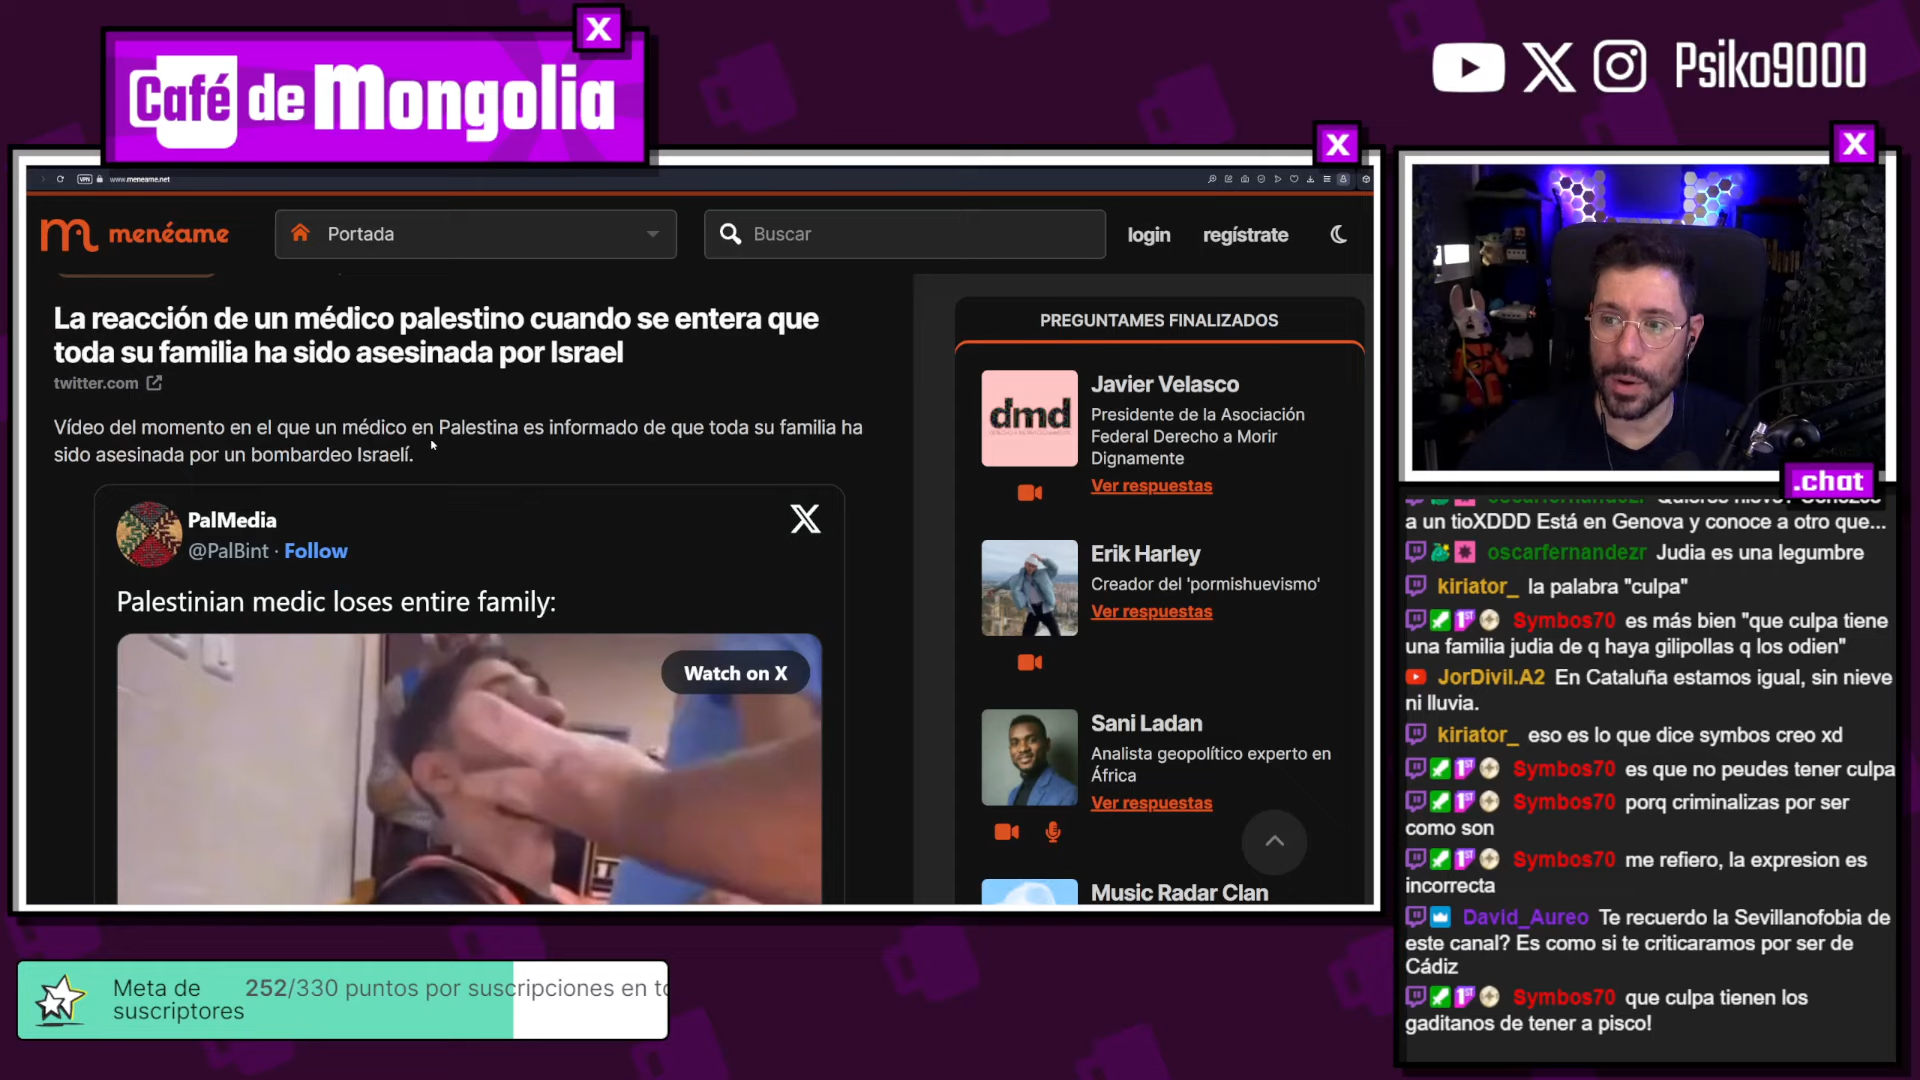 X
Café de Mongolia
Psiko9000
X
X
VPN
www.meneame.net
menéame
Portada
Buscar
login
regístrate
La reacción de un médico palestino cuando se entera que
toda su familia ha sido asesinada por Israel
twitter.com
Vídeo del momento en el que un médico en Palestina es informado de que toda su familia ha
sido asesinada por un bombardeo Israelí.
PalMedia
@PalBint · Follow
Palestinian medic loses entire family:
Watch on X
PREGUNTAMES FINALIZADOS
dmd
Javier Velasco
Presidente de la Asociación
Federal Derecho a Morir
Dignamente
Ver respuestas
Erik Harley
Creador del 'pormishuevismo'
Ver respuestas
Sani Ladan
Analista geopolítico experto en
África
Ver respuestas
Music Radar Clan
.chat
a un tioXDDD Está en Genova y conoce a otro que...
oscarfernandezr Judia es una legumbre
kiriator_ la palabra "culpa"
Symbos70 es más bien "que culpa tiene
una familia judia de q haya gilipollas q los odien"
JorDivil.A2 En Cataluña estamos igual, sin nieve
ni lluvia.
kiriator_ eso es lo que dice symbos creo xd
Symbos70 es que no peudes tener culpa
Symbos70 porq criminalizas por ser
como son
Symbos70 me refiero, la expresion es
incorrecta
David_Aureo Te recuerdo la Sevillanofobia de
este canal? Es como si te criticaramos por ser de
Cádiz
Symbos70 que culpa tienen los
gaditanos de tener a pisco!
Meta de
suscriptores
252/330 puntos por suscripciones en to